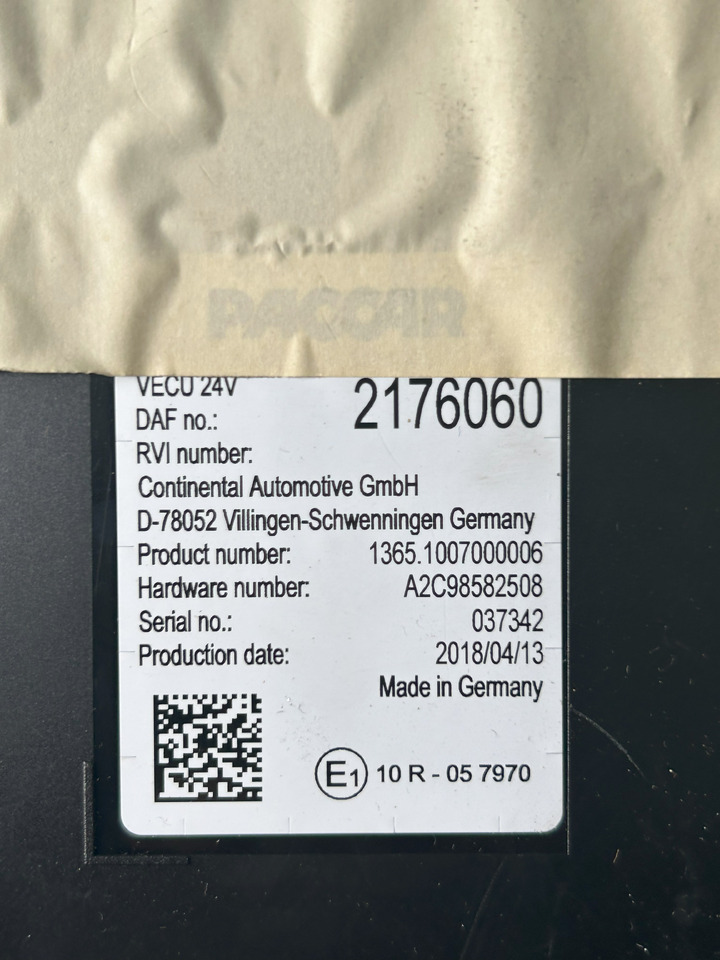 PACCAR
VECU 24V
DAF no.: 2176060
RVI number:
Continental Automotive GmbH
D-78052 Villingen-Schwenningen Germany
Product number: 1365.1007000006
Hardware number: A2C98582508
Serial no.: 037342
Production date: 2018/04/13
Made in Germany
E1 10 R - 05 7970